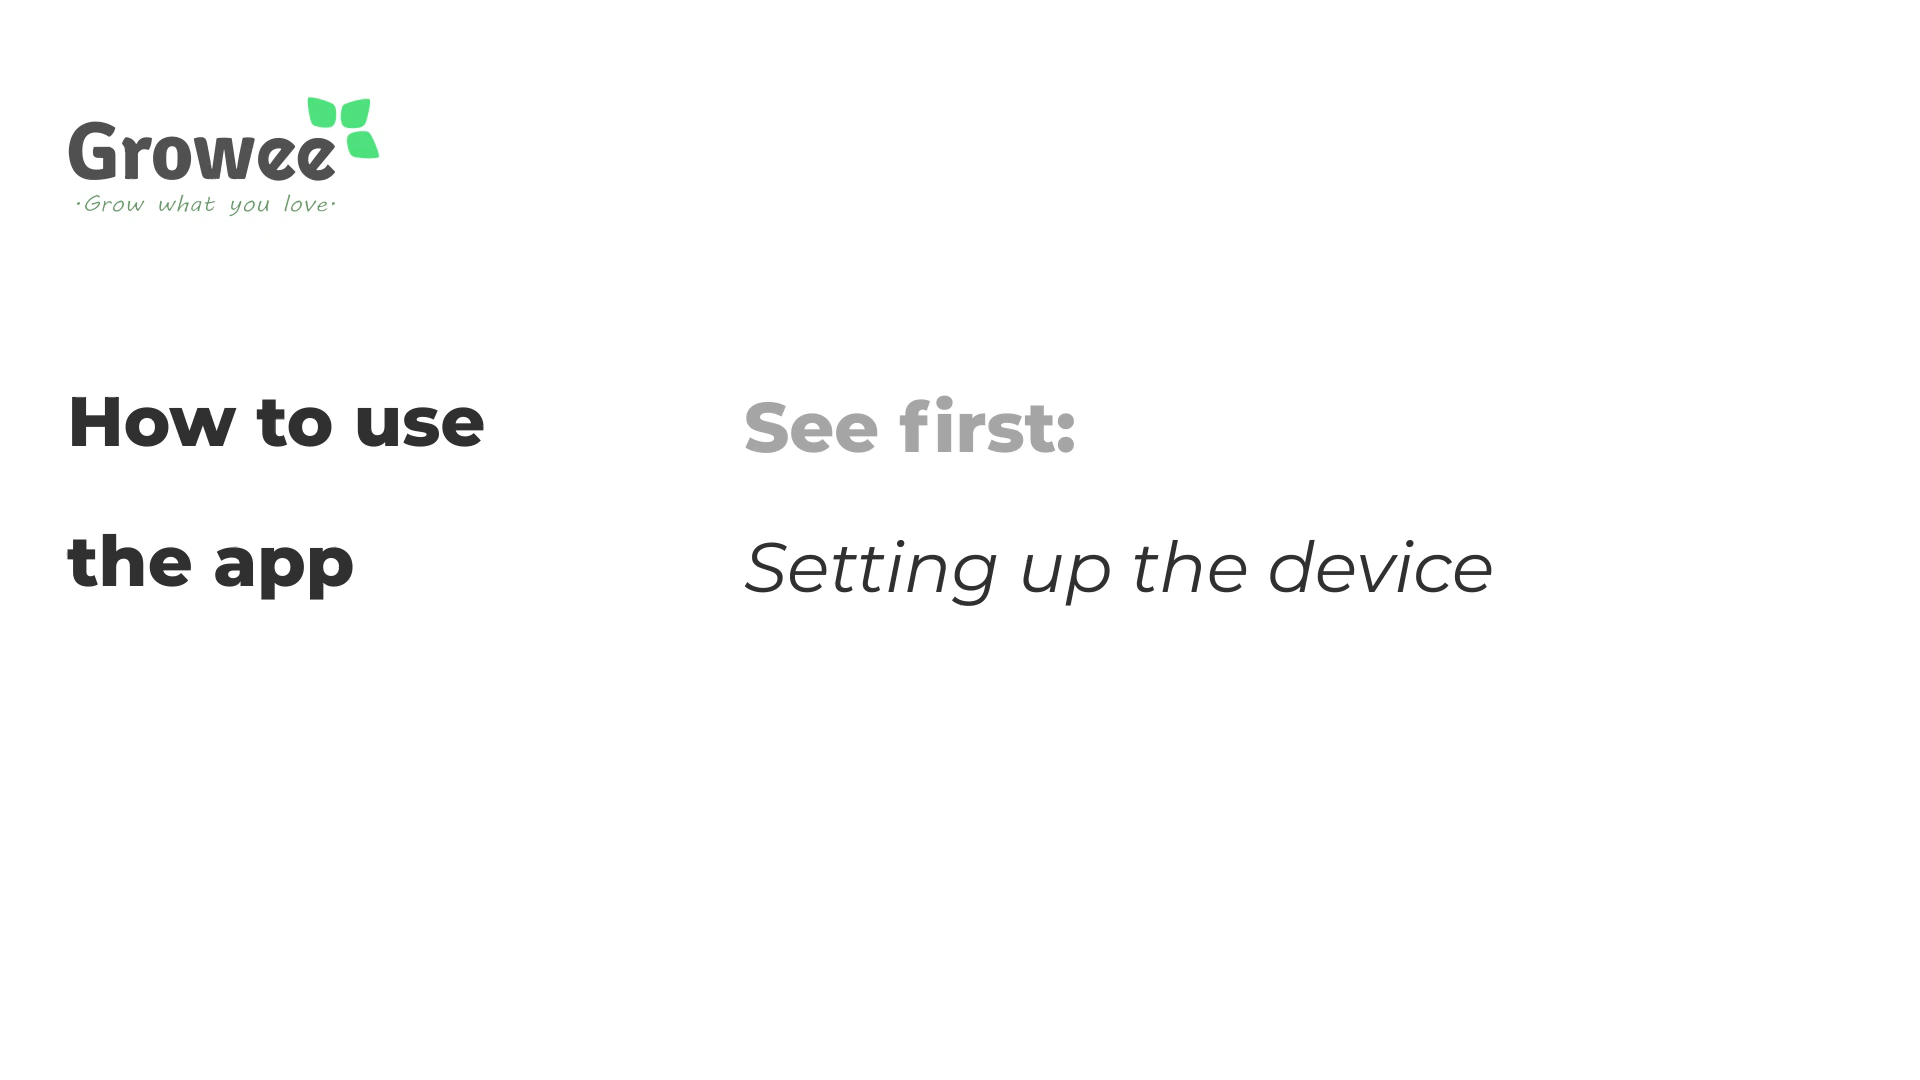 Growee
·Grow what you love·
How to use
the app
See first:
Setting up the device